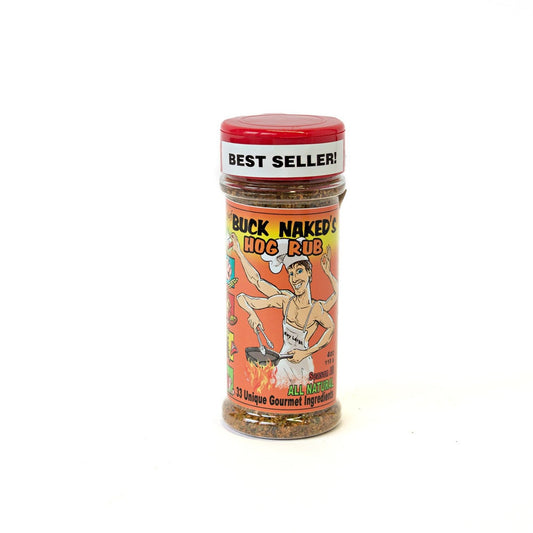 BEST SELLER!
BUCK NAKED'S
HOG RUB
ALL NATURAL
33 Unique Gourmet Ingredients